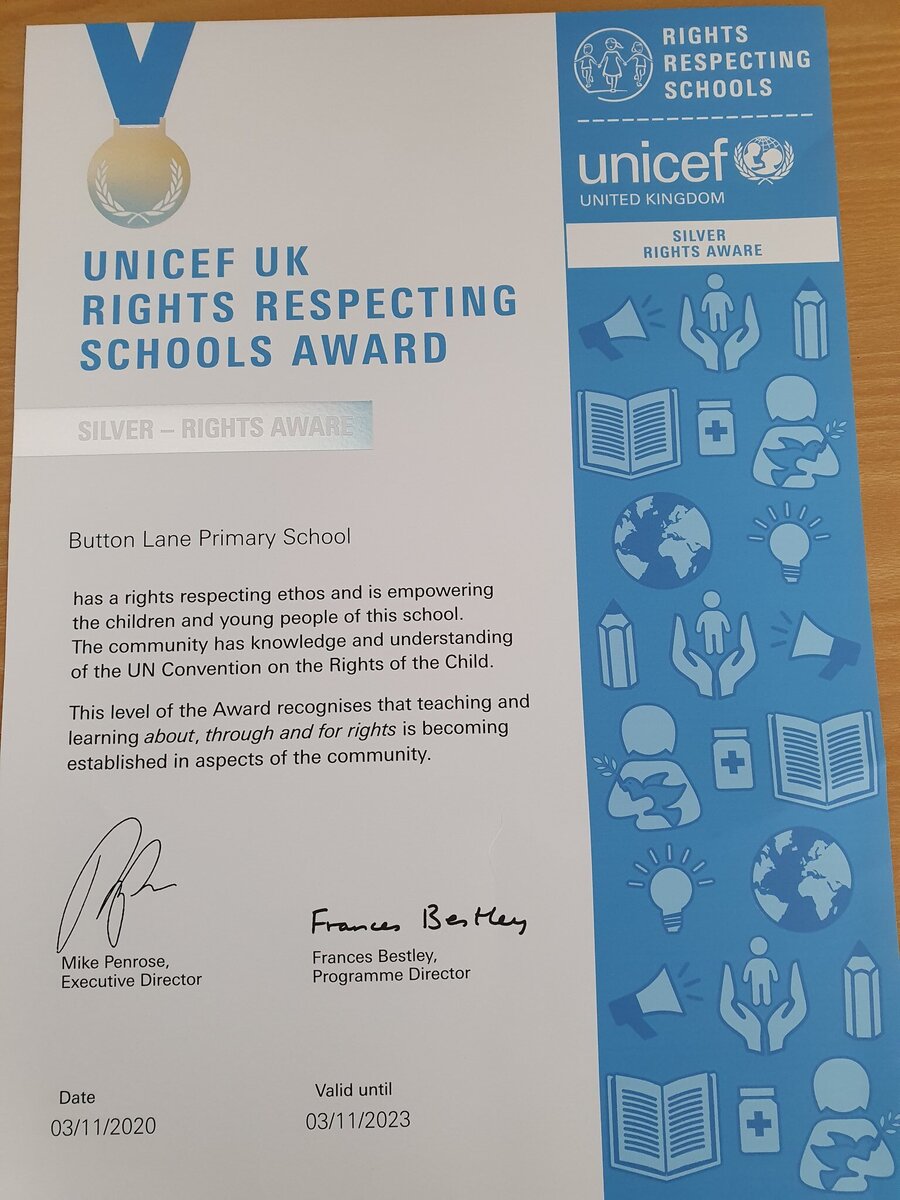 RIGHTS
RESPECTING
SCHOOLS
unicef
UNITED KINGDOM
SILVER
RIGHTS AWARE
UNICEF UK
RIGHTS RESPECTING
SCHOOLS AWARD
SILVER – RIGHTS AWARE
Button Lane Primary School
has a rights respecting ethos and is empowering
the children and young people of this school.
The community has knowledge and understanding
of the UN Convention on the Rights of the Child.
This level of the Award recognises that teaching and
learning about, through and for rights is becoming
established in aspects of the community.
Frances Bestley
Mike Penrose,
Executive Director
Frances Bestley,
Programme Director
Date
03/11/2020
Valid until
03/11/2023